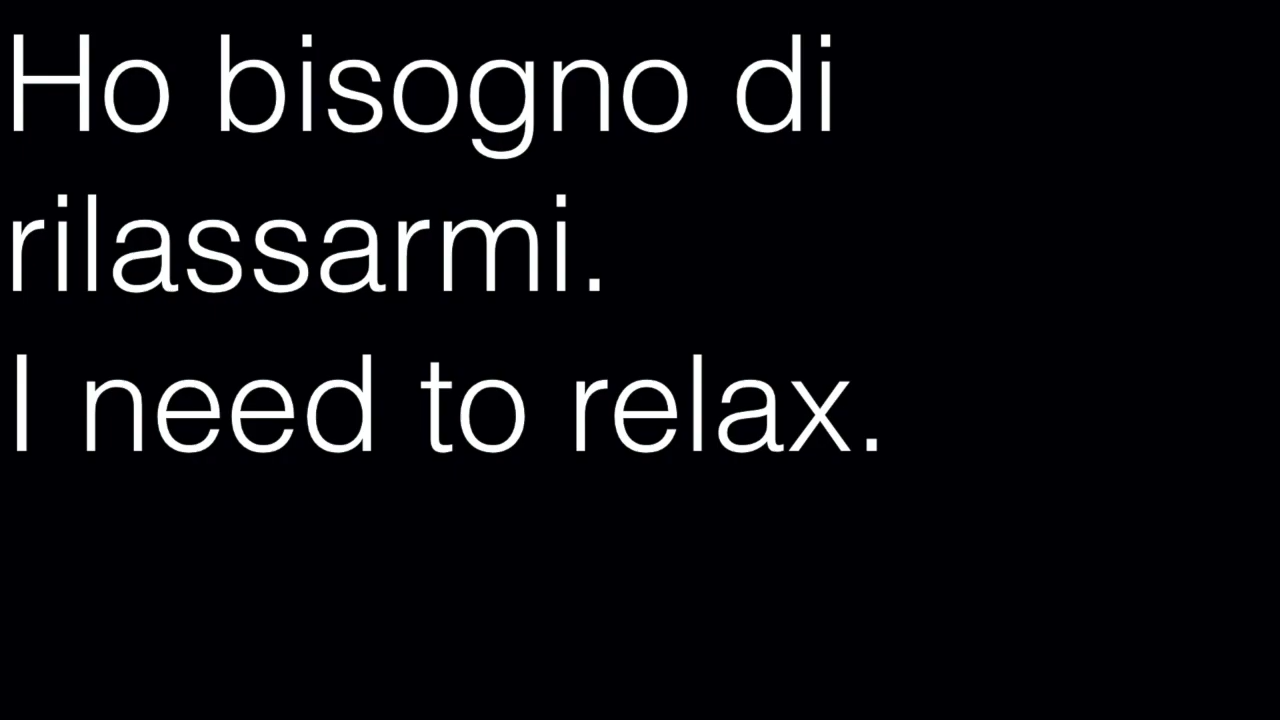 Ho bisogno di
rilassarmi.
I need to relax.